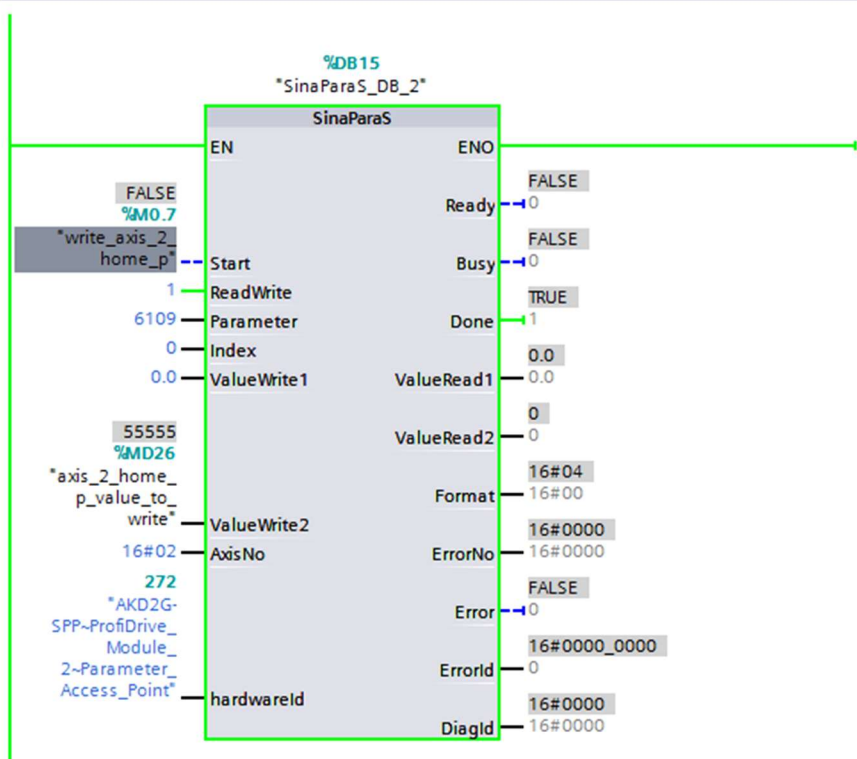 %DB15
"SinaParaS_DB_2"
SinaParaS
EN ENO
FALSE
%M0.7
"write_axis_2_
home_p"
Start
1 ReadWrite
6109 Parameter
0 Index
0.0 ValueWrite1
55555
%MD26
"axis_2_home_
p_value_to_
write"
ValueWrite2
16#02 AxisNo
272
"AKD2G-
SPP~ProfiDrive_
Module_
2~Parameter_
Access_Point"
hardwareId
FALSE
Ready 0
FALSE
Busy 0
TRUE
Done 1
0.0
ValueRead1 0.0
0
ValueRead2 0
16#04
Format 16#00
16#0000
ErrorNo 16#0000
FALSE
Error 0
16#0000_0000
ErrorId 0
16#0000
DiagId 16#0000